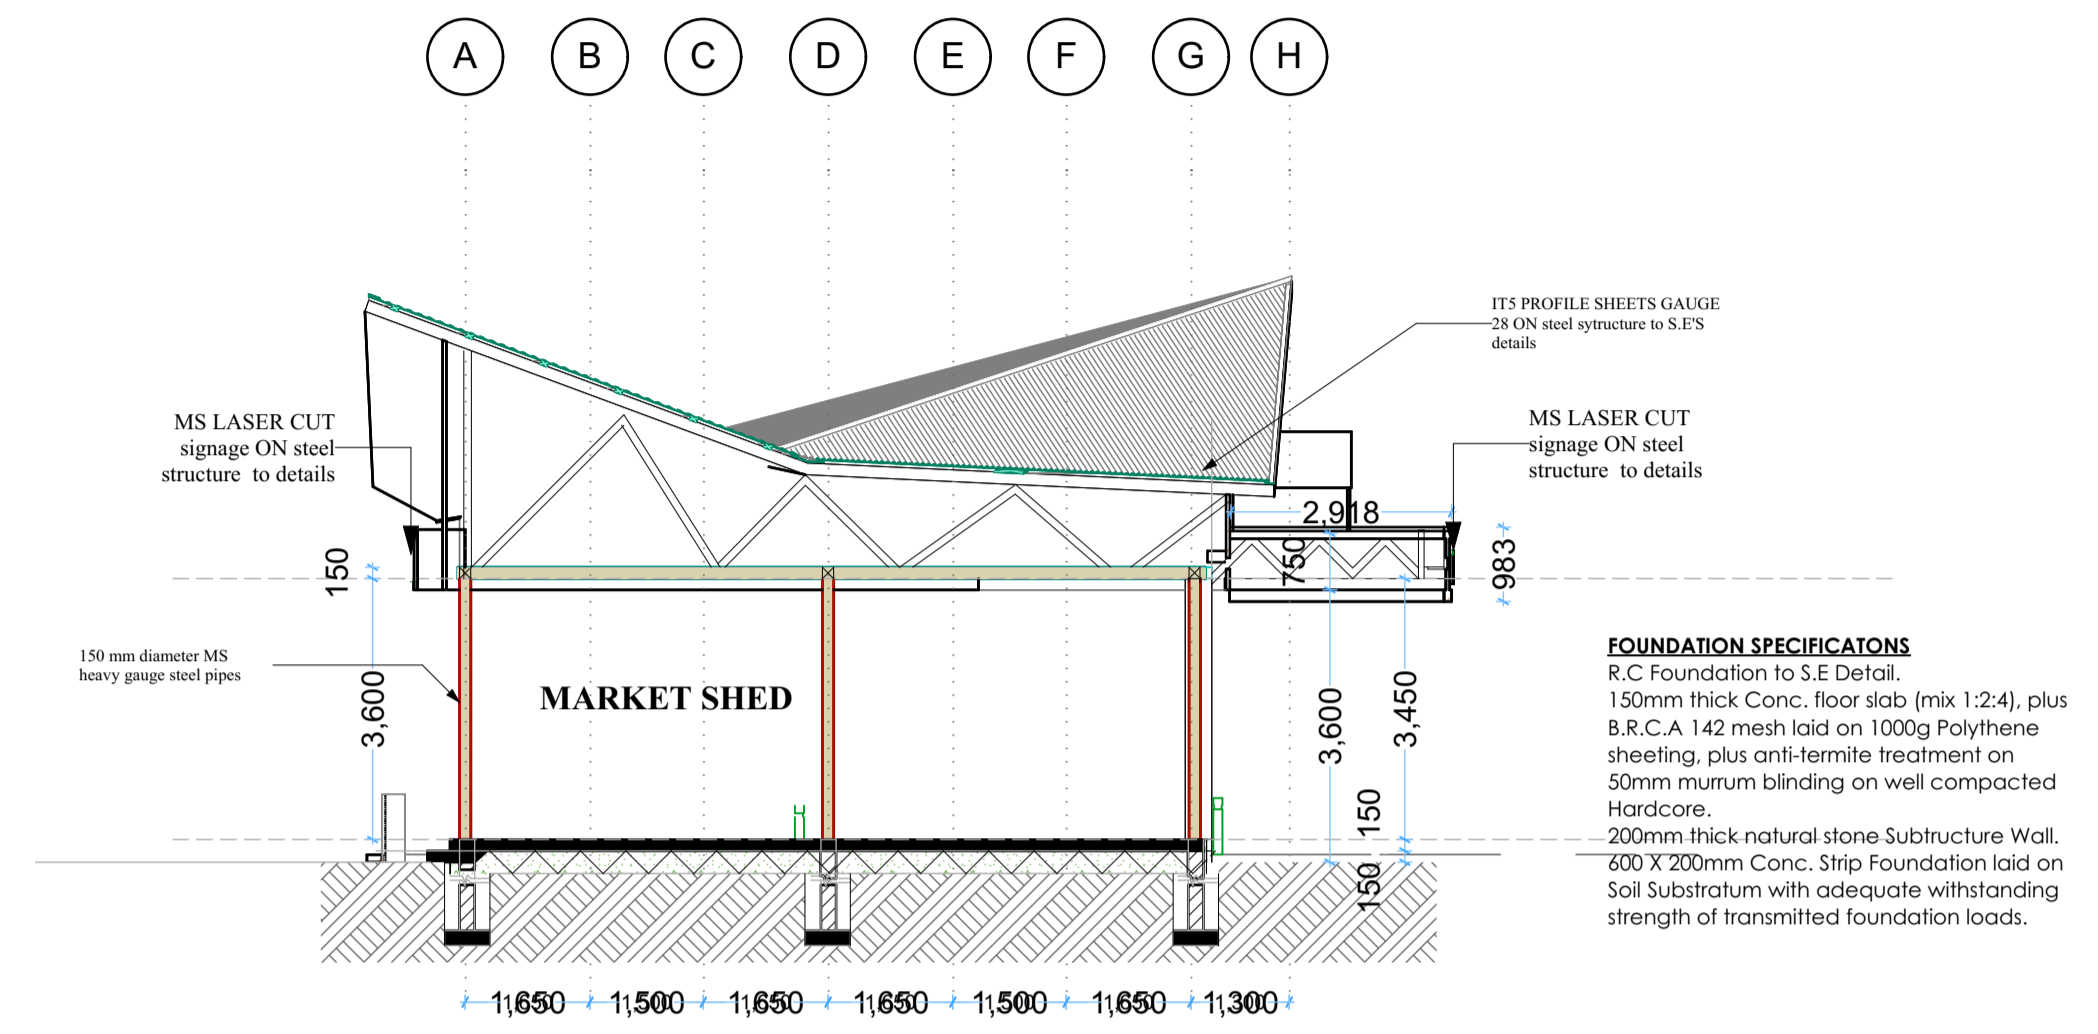 A B C D E F G H
IT5 PROFILE SHEETS GAUGE
28 ON steel sytructure to S.E'S
details
MS LASER CUT
signage ON steel
structure to details
MS LASER CUT
signage ON steel
structure to details
2,918
750
983
150
3,600
150 mm diameter MS
heavy gauge steel pipes
MARKET SHED
3,600
3,450
150
150
FOUNDATION SPECIFICATONS
R.C Foundation to S.E Detail.
150mm thick Conc. floor slab (mix 1:2:4), plus
B.R.C.A 142 mesh laid on 1000g Polythene
sheeting, plus anti-termite treatment on
50mm murrum blinding on well compacted
Hardcore.
200mm thick natural stone Subtructure Wall.
600 X 200mm Conc. Strip Foundation laid on
Soil Substratum with adequate withstanding
strength of transmitted foundation loads.
1,650 1,500 1,650 1,650 1,500 1,650 1,300